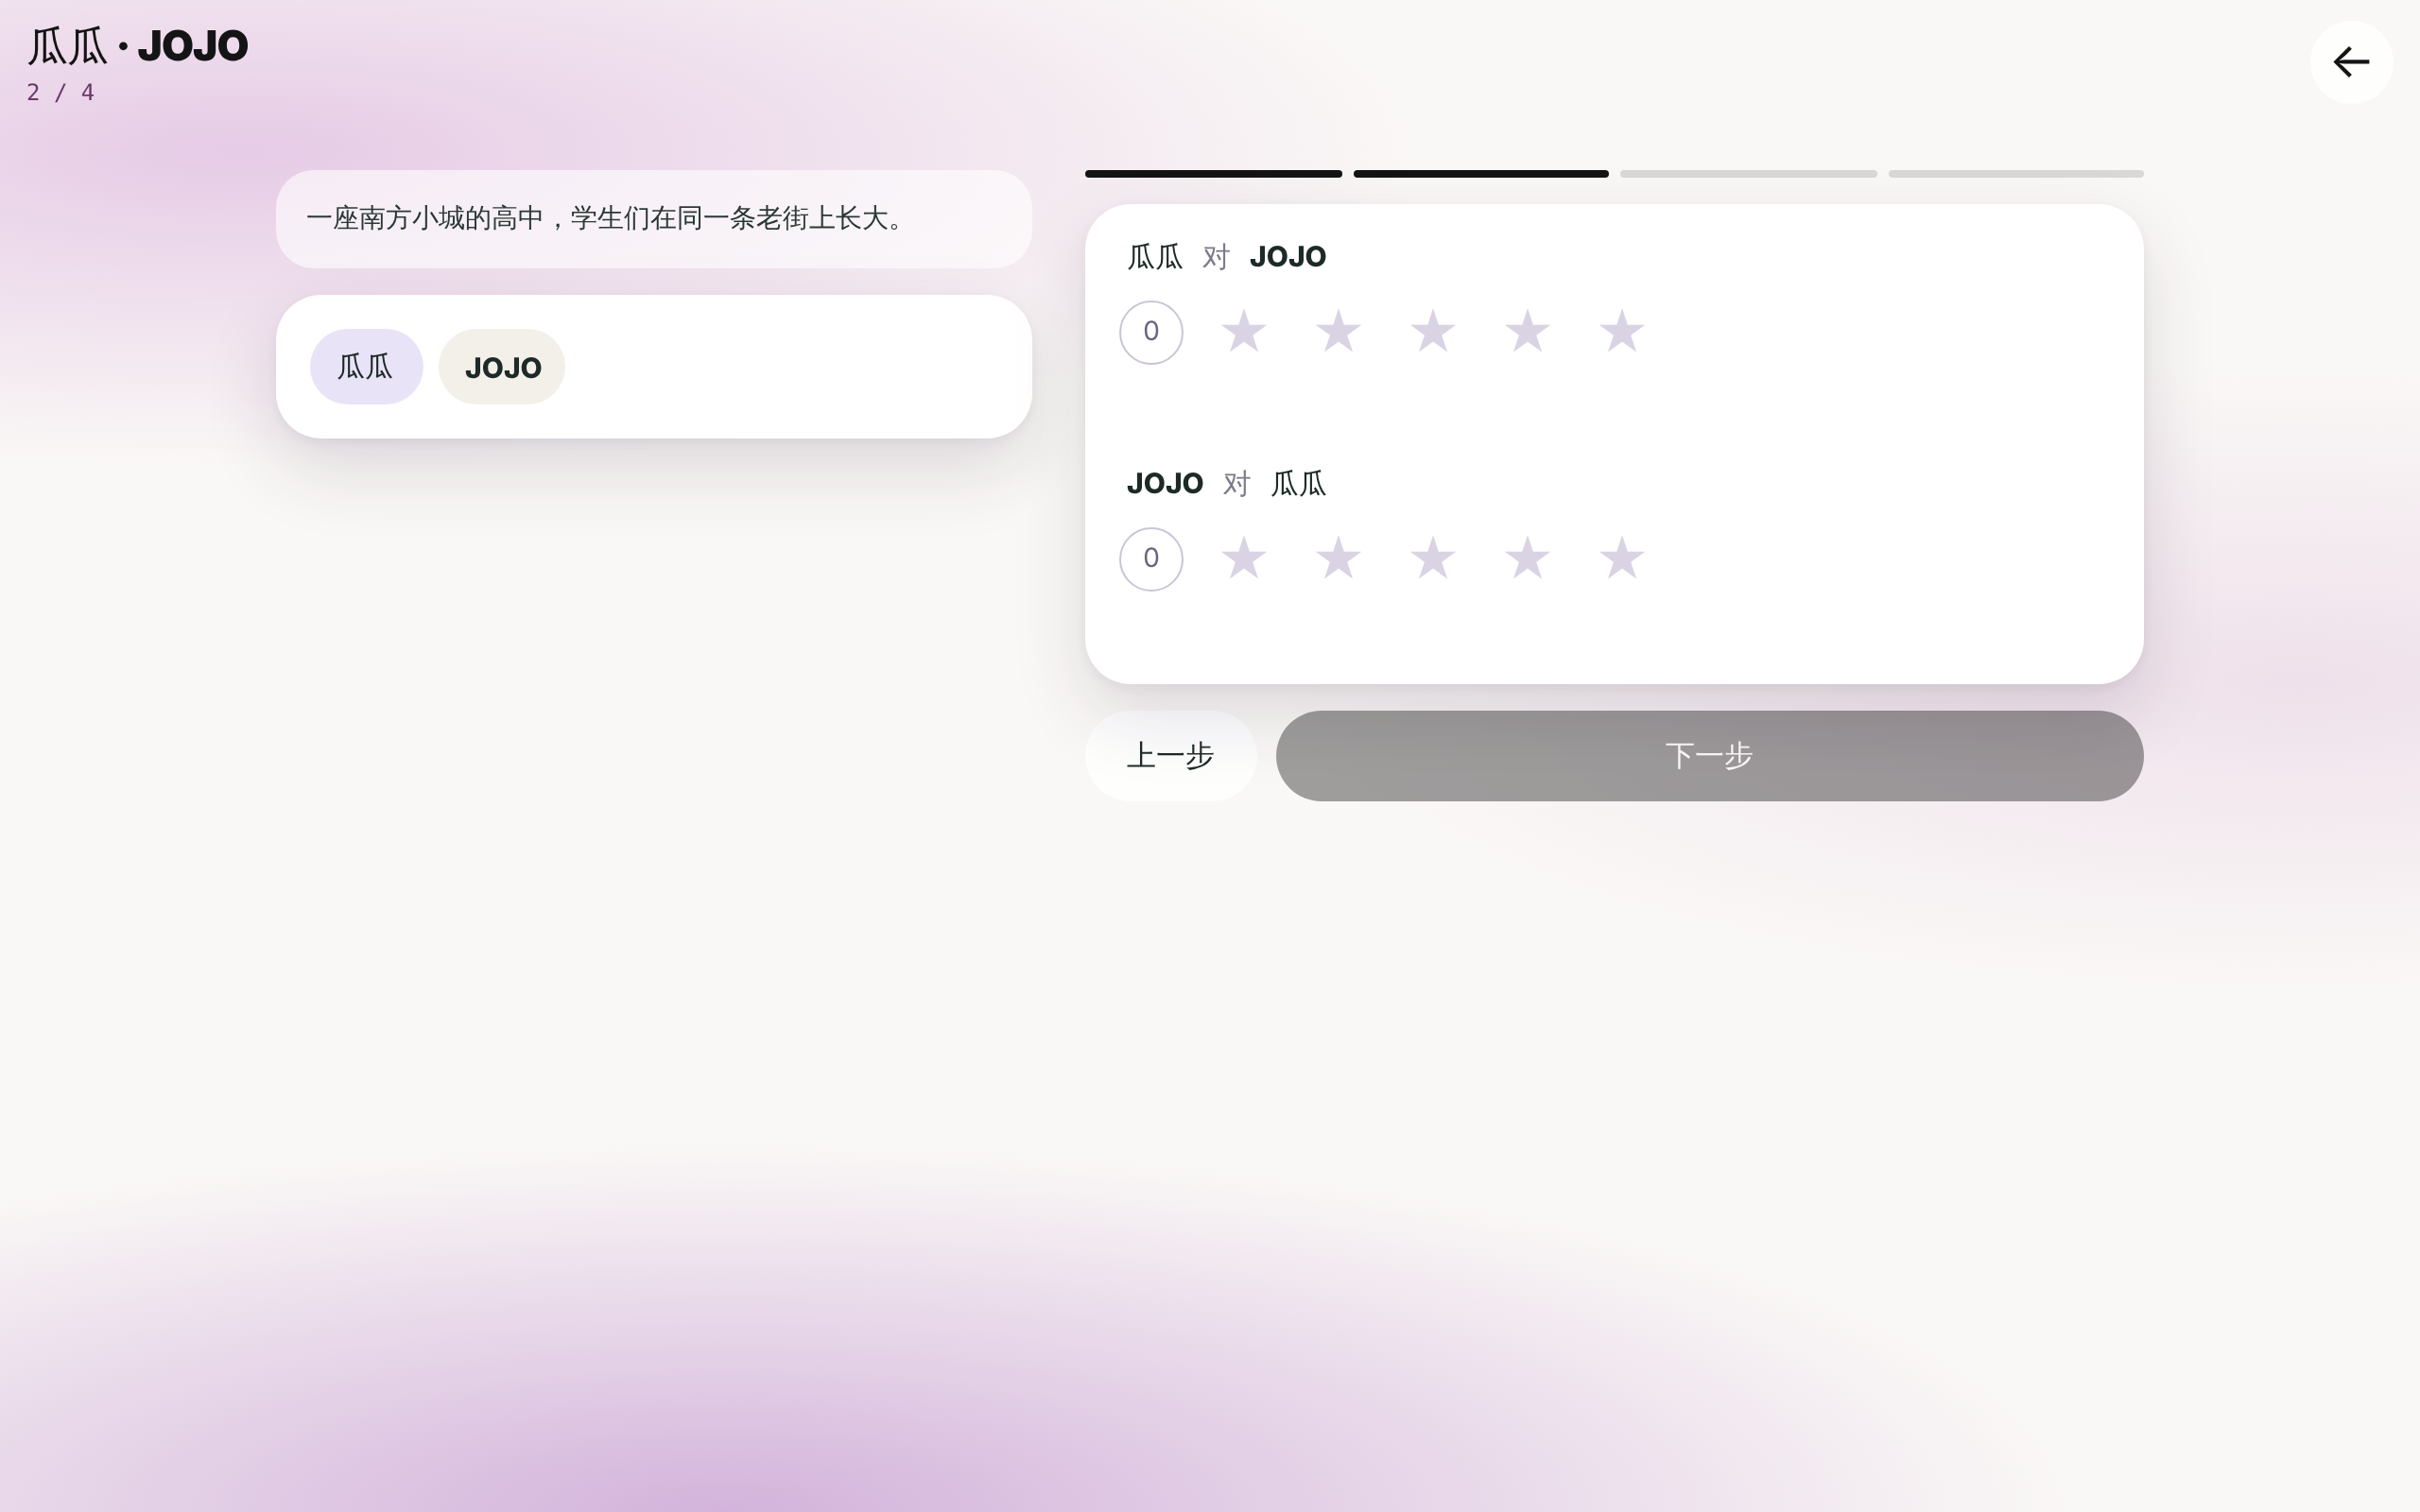 瓜瓜 · JOJO
2 / 4
一座南方小城的高中，学生们在同一条老街上长大。
瓜瓜 JOJO
瓜瓜 对 JOJO
0 ★ ★ ★ ★ ★
JOJO 对 瓜瓜
0 ★ ★ ★ ★ ★
上一步 下一步